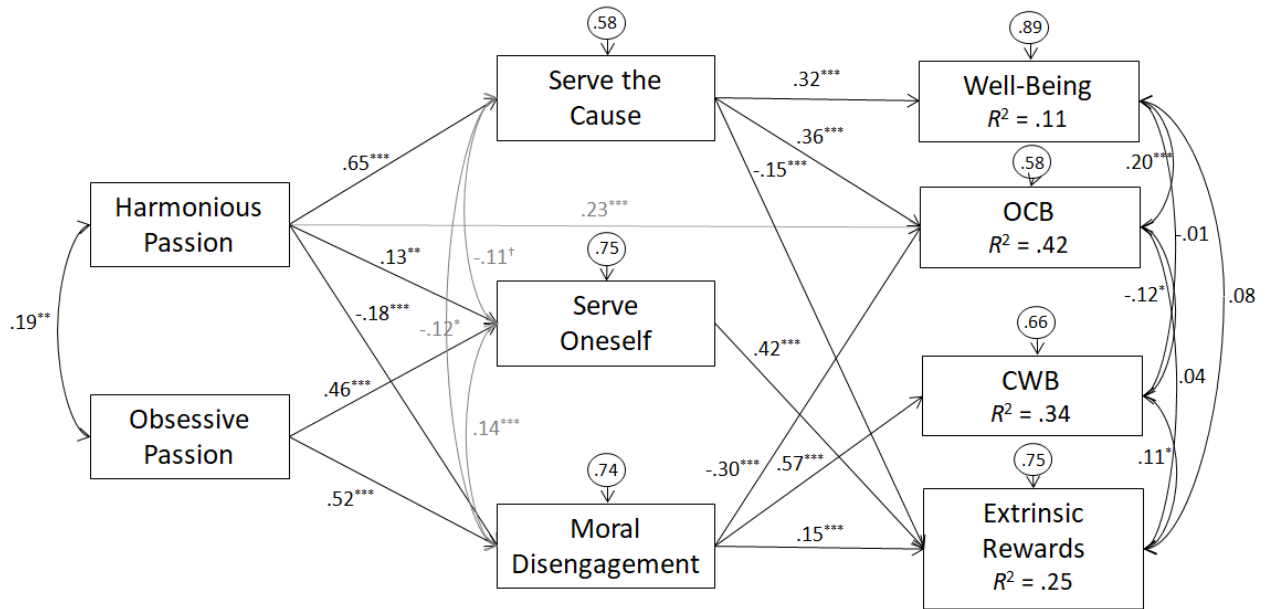 .58
Serve the
Cause
.89
Well-Being
R² = .11
.32***
.36***
-.15***
.20***
.65***
Harmonious
Passion
.23***
.58
OCB
R² = .42
-.01
.13**
-.11†
.75
Serve
Oneself
-.18***
-.12*
-.12*
.08
.19**
.66
.42***
CWB
R² = .34
.04
.46***
Obsessive
Passion
.14***
-.30***
.57***
.11*
.52***
.74
Moral
Disengagement
.15***
.75
Extrinsic
Rewards
R² = .25